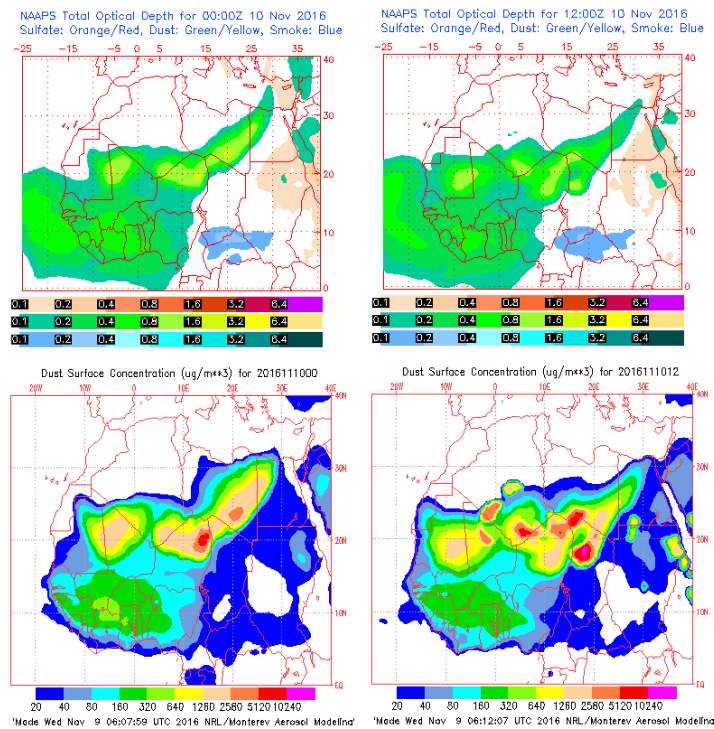 NAAPS Total Optical Depth for 00:00Z 10 Nov 2016
Sulfate: Orange/Red, Dust: Green/Yellow, Smoke: Blue
-25 -15 -5 5 15 25 35
40
30
20
10
0
0.1 0.2 0.4 0.8 1.6 3.2 6.4
0.1 0.2 0.4 0.8 1.6 3.2 6.4
0.1 0.2 0.4 0.8 1.6 3.2 6.4
NAAPS Total Optical Depth for 12:00Z 10 Nov 2016
Sulfate: Orange/Red, Dust: Green/Yellow, Smoke: Blue
-25 -15 -5 5 15 25 35
40
30
20
10
0
0.1 0.2 0.4 0.8 1.6 3.2 6.4
0.1 0.2 0.4 0.8 1.6 3.2 6.4
0.1 0.2 0.4 0.8 1.6 3.2 6.4
Dust Surface Concentration (ug/m**3) for 2016111000
20W 10W 0 10E 20E 30E 40E
40N
30N
20N
10N
EQ
20 40 80 160 320 640 1280 2560 5120 10240
'Made Wed Nov 9 06:07:59 UTC 2016 NRL/Monterey Aerosol Modeling'
Dust Surface Concentration (ug/m**3) for 2016111012
20W 10W 0 10E 20E 30E 40E
40N
30N
20N
10N
EQ
20 40 80 160 320 640 1280 2560 5120 10240
'Made Wed Nov 9 06:12:07 UTC 2016 NRL/Monterey Aerosol Modeling'